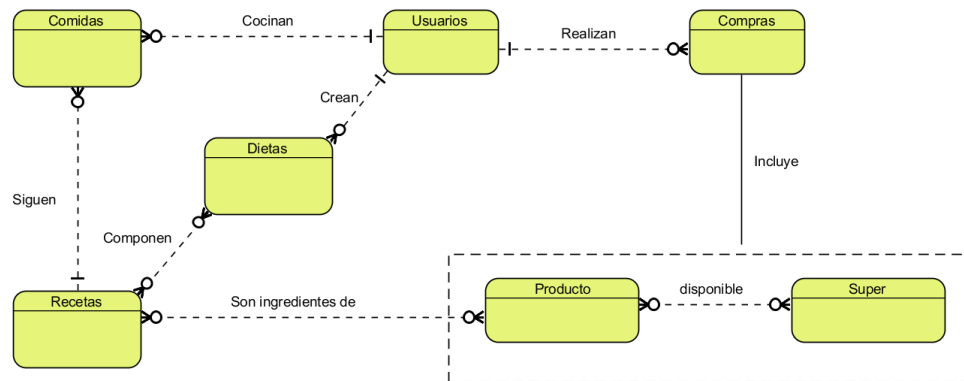 Comidas
Cocinan
Usuarios
Realizan
Compras
Crean
Dietas
Incluye
Siguen
Componen
Recetas
Son ingredientes de
Producto
disponible
Super